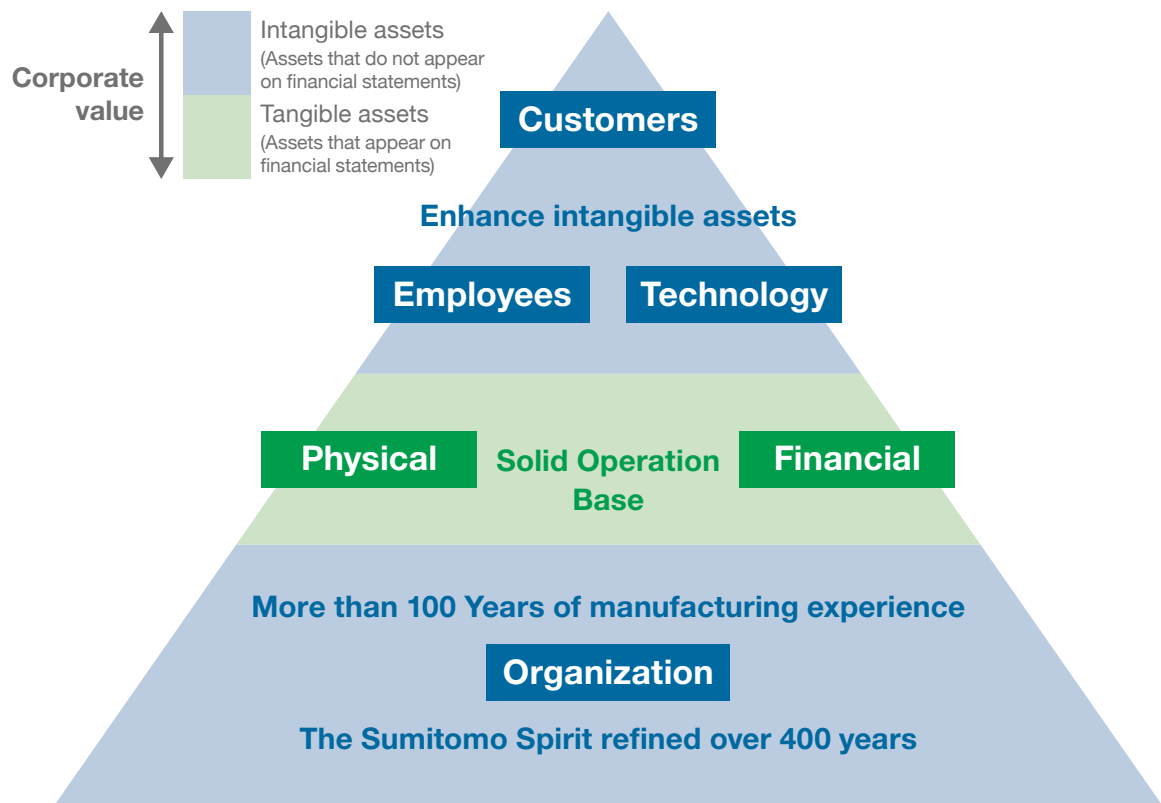 Corporate
value
Intangible assets
(Assets that do not appear
on financial statements)
Tangible assets
(Assets that appear on
financial statements)
Customers
Enhance intangible assets
Employees
Technology
Physical
Solid Operation
Base
Financial
More than 100 Years of manufacturing experience
Organization
The Sumitomo Spirit refined over 400 years